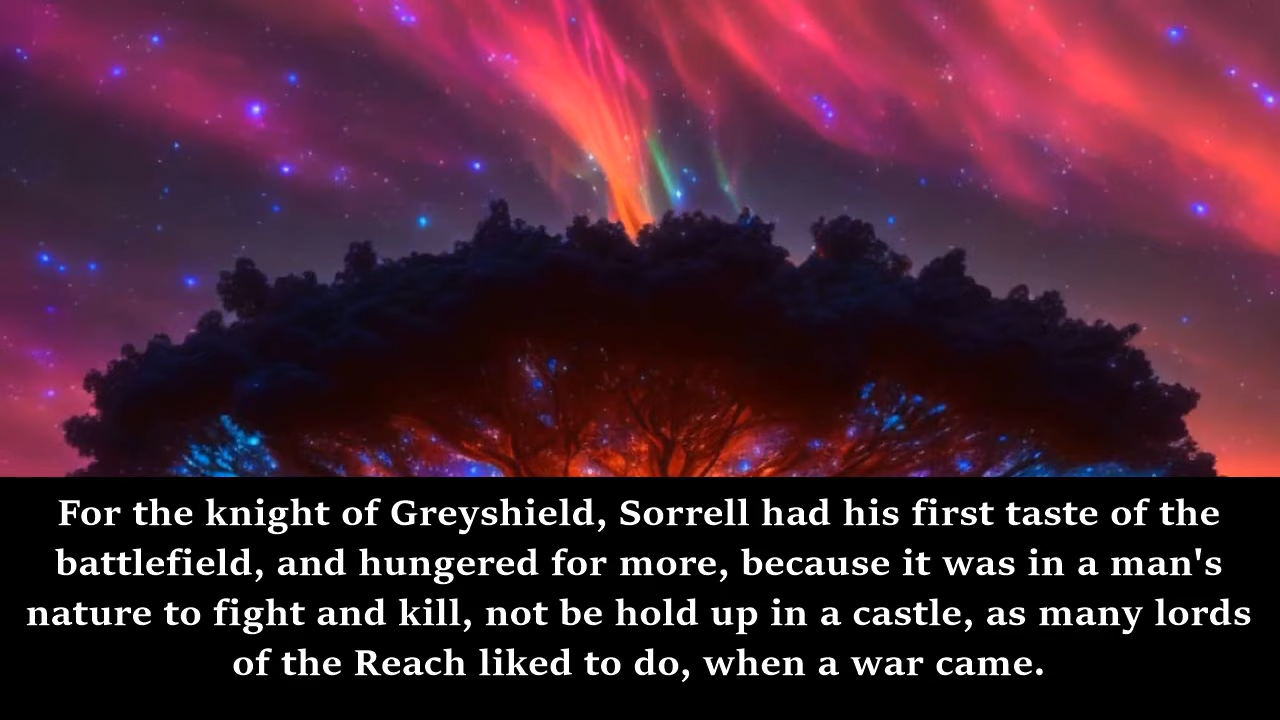 For the knight of Greyshield, Sorrell had his first taste of the
battlefield, and hungered for more, because it was in a man's
nature to fight and kill, not be hold up in a castle, as many lords
of the Reach liked to do, when a war came.